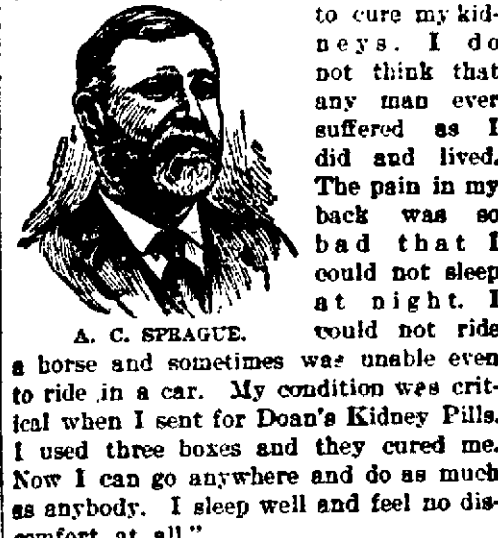 to cure my kid-
neys. I do
not think that
any man ever
suffered as I
did and lived.
The pain in my
back was so
bad that I
could not sleep
at night. I
A. C. SPRAGUE.
could not ride
a horse and sometimes was unable even
to ride in a car. My condition was crit-
ical when I sent for Doan's Kidney Pills.
I used three boxes and they cured me.
Now I can go anywhere and do as much
as anybody. I sleep well and feel no dis-
comfort at all."